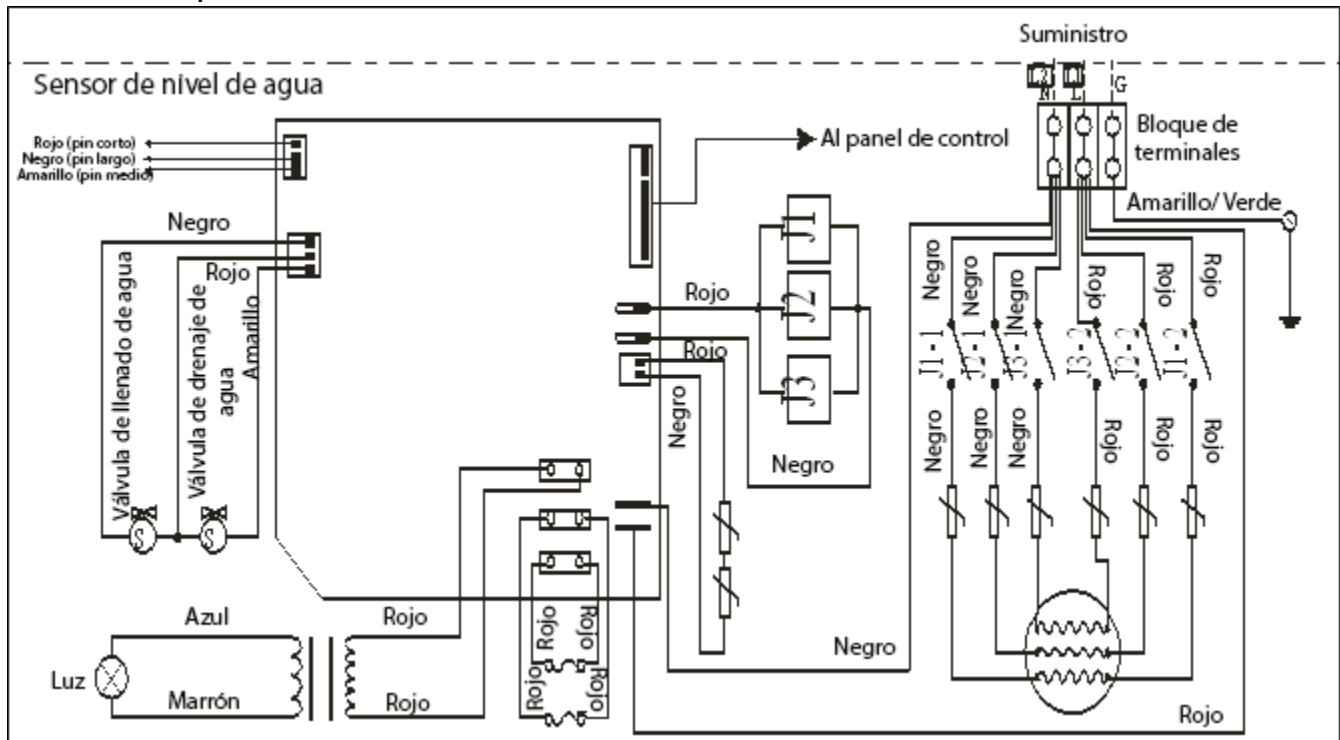 Suministro
Sensor de nivel de agua
N L G
Rojo (pin corto)
Negro (pin largo)
Amarillo (pin medio)
Al panel de control
Bloque de
terminales
Negro
Rojo
Amarillo
Válvula de llenado de agua
Válvula de drenaje de
agua
S
S
Rojo
Rojo
Negro
J1
J2
J3
Negro
Amarillo/ Verde
Negro
Negro
Negro
Rojo
Rojo
Rojo
J1-1
J2-1
J3-1
J3-2
J2-2
J1-2
Negro
Negro
Negro
Rojo
Rojo
Rojo
Azul
Marrón
Luz
Rojo
Rojo
Rojo
Rojo
Rojo
Rojo
Negro
Rojo